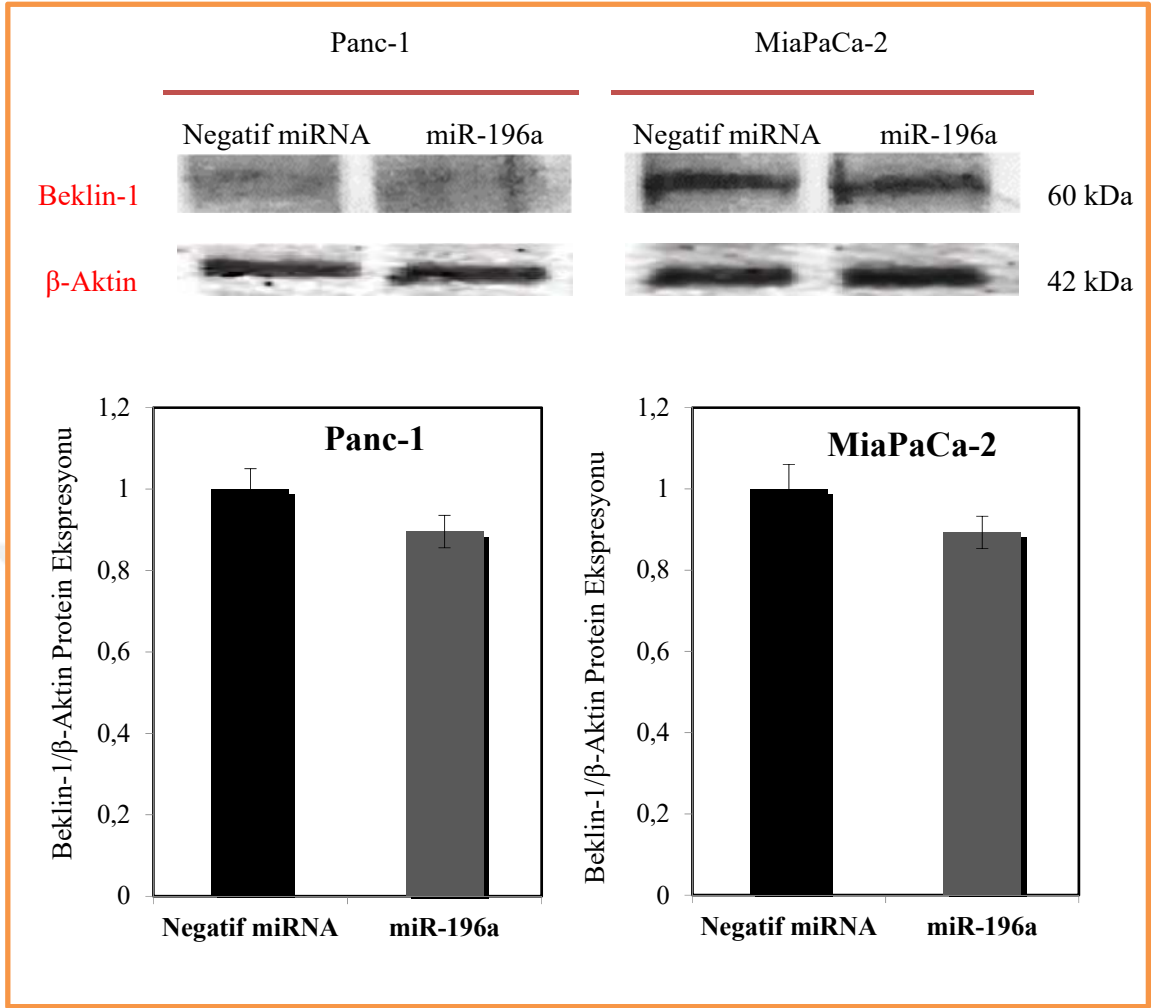 Panc-1
MiaPaCa-2
Negatif miRNA
miR-196a
Negatif miRNA
miR-196a
Beklin-1
60 kDa
β-Aktin
42 kDa
Beklin-1/β-Aktin Protein Ekspresyonu
1,2
1
0,8
0,6
0,4
0,2
0
Panc-1
Negatif miRNA
miR-196a
Beklin-1/β-Aktin Protein Ekspresyonu
1,2
1
0,8
0,6
0,4
0,2
0
MiaPaCa-2
Negatif miRNA
miR-196a